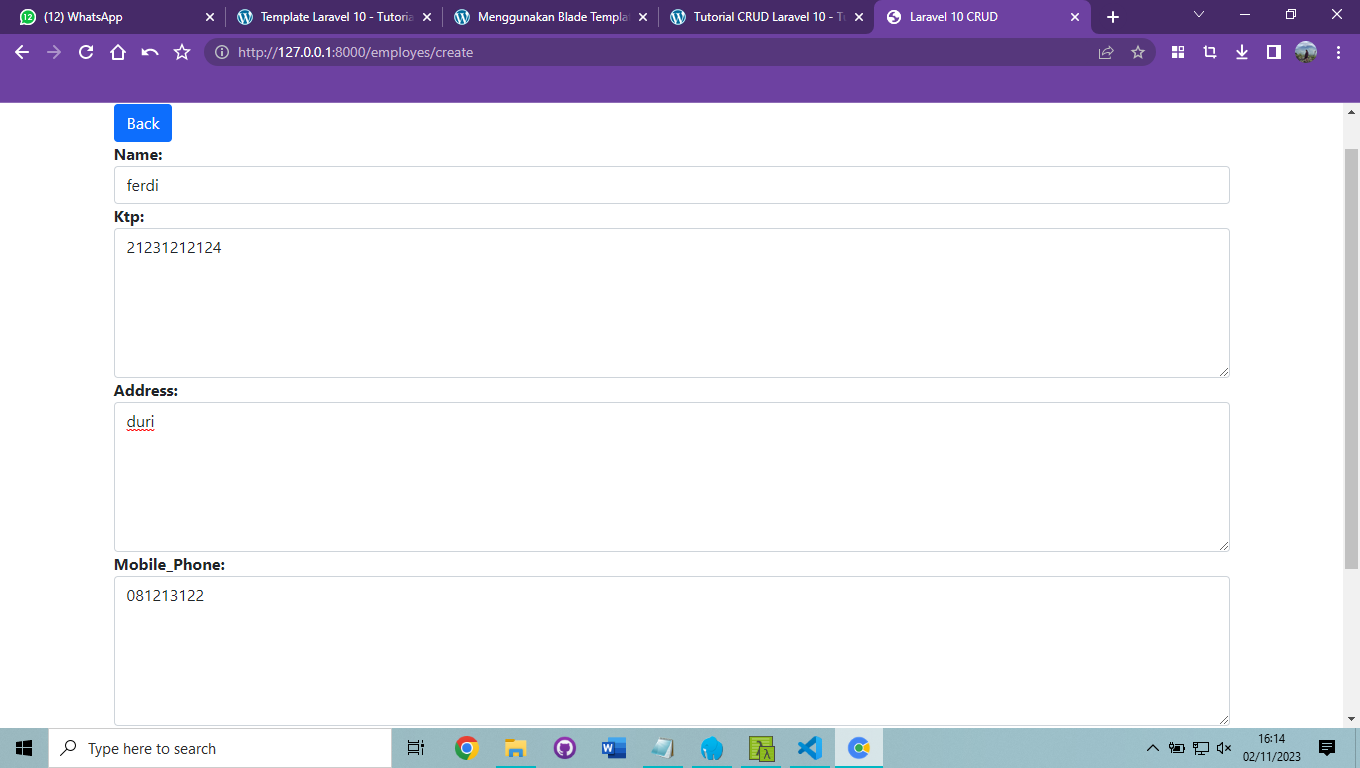 12 (12) WhatsApp
Template Laravel 10 - Tutoria
Menggunakan Blade Templa
Tutorial CRUD Laravel 10 - Tu
Laravel 10 CRUD
http://127.0.0.1:8000/employes/create
Back
Name:
ferdi
Ktp:
21231212124
Address:
duri
Mobile_Phone:
081213122
Type here to search
16:14
02/11/2023